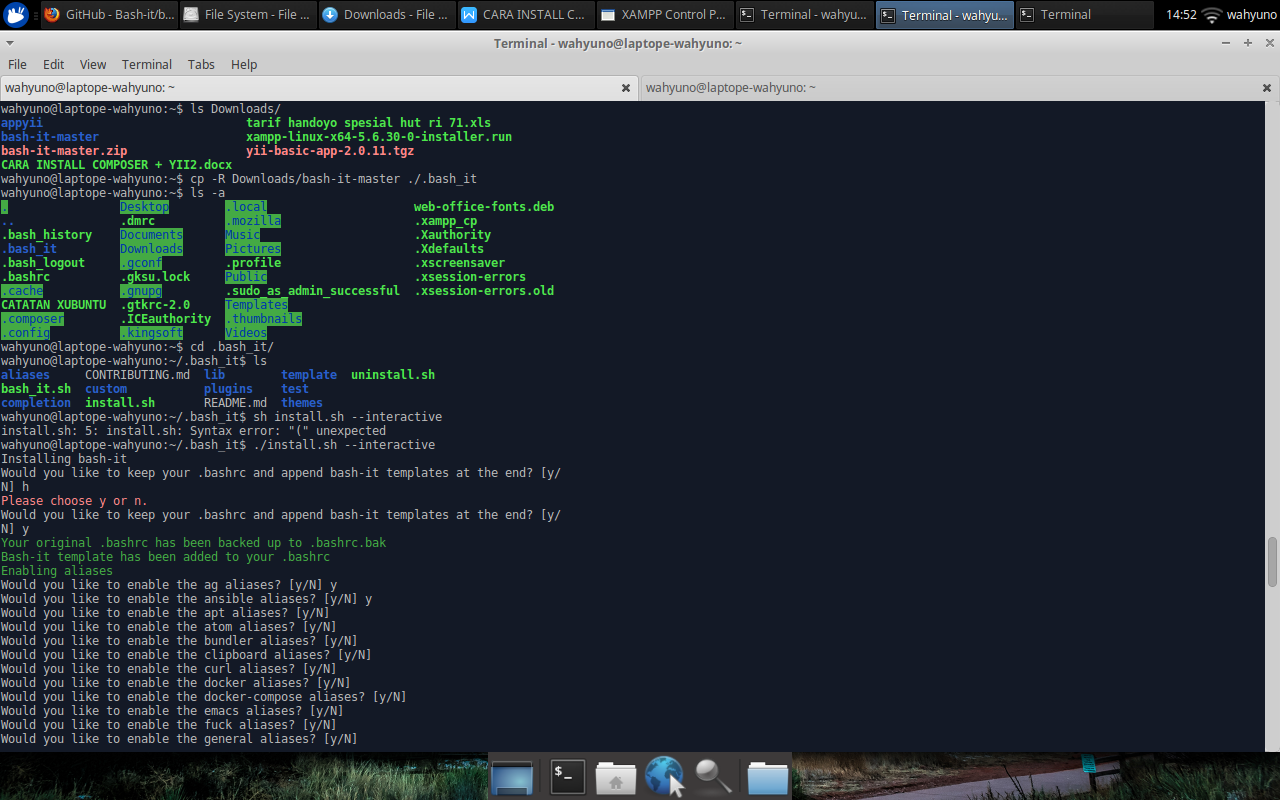 GitHub - Bash-it/b... File System - File ... Downloads - File ... CARA INSTALL C... XAMPP Control P... Terminal - wahyu... Terminal - wahyu... Terminal 14:52 wahyuno
Terminal - wahyuno@laptope-wahyuno: ~
File Edit View Terminal Tabs Help
wahyuno@laptope-wahyuno: ~ wahyuno@laptope-wahyuno: ~
wahyuno@laptope-wahyuno:~$ ls Downloads/
appyii tarif handoyo spesial hut ri 71.xls
bash-it-master xampp-linux-x64-5.6.30-0-installer.run
bash-it-master.zip yii-basic-app-2.0.11.tgz
CARA INSTALL COMPOSER + YII2.docx
wahyuno@laptope-wahyuno:~$ cp -R Downloads/bash-it-master ./.bash_it
wahyuno@laptope-wahyuno:~$ ls -a
. Desktop .local web-office-fonts.deb
.. .dmrc .mozilla .xampp_cp
.bash_history Documents Music .Xauthority
.bash_it Downloads Pictures .Xdefaults
.bash_logout .gconf .profile .xscreensaver
.bashrc .gksu.lock Public .xsession-errors
.cache .gnupg .sudo_as_admin_successful .xsession-errors.old
CATATAN XUBUNTU .gtkrc-2.0 Templates
.composer .ICEauthority .thumbnails
.config .kingsoft Videos
wahyuno@laptope-wahyuno:~$ cd .bash_it/
wahyuno@laptope-wahyuno:~/.bash_it$ ls
aliases CONTRIBUTING.md lib template uninstall.sh
bash_it.sh custom plugins test
completion install.sh README.md themes
wahyuno@laptope-wahyuno:~/.bash_it$ sh install.sh --interactive
install.sh: 5: install.sh: Syntax error: "(" unexpected
wahyuno@laptope-wahyuno:~/.bash_it$ ./install.sh --interactive
Installing bash-it
Would you like to keep your .bashrc and append bash-it templates at the end? [y/
N] h
Please choose y or n.
Would you like to keep your .bashrc and append bash-it templates at the end? [y/
N] y
Your original .bashrc has been backed up to .bashrc.bak
Bash-it template has been added to your .bashrc
Enabling aliases
Would you like to enable the ag aliases? [y/N] y
Would you like to enable the ansible aliases? [y/N] y
Would you like to enable the apt aliases? [y/N]
Would you like to enable the atom aliases? [y/N]
Would you like to enable the bundler aliases? [y/N]
Would you like to enable the clipboard aliases? [y/N]
Would you like to enable the curl aliases? [y/N]
Would you like to enable the docker aliases? [y/N]
Would you like to enable the docker-compose aliases? [y/N]
Would you like to enable the emacs aliases? [y/N]
Would you like to enable the fuck aliases? [y/N]
Would you like to enable the general aliases? [y/N]